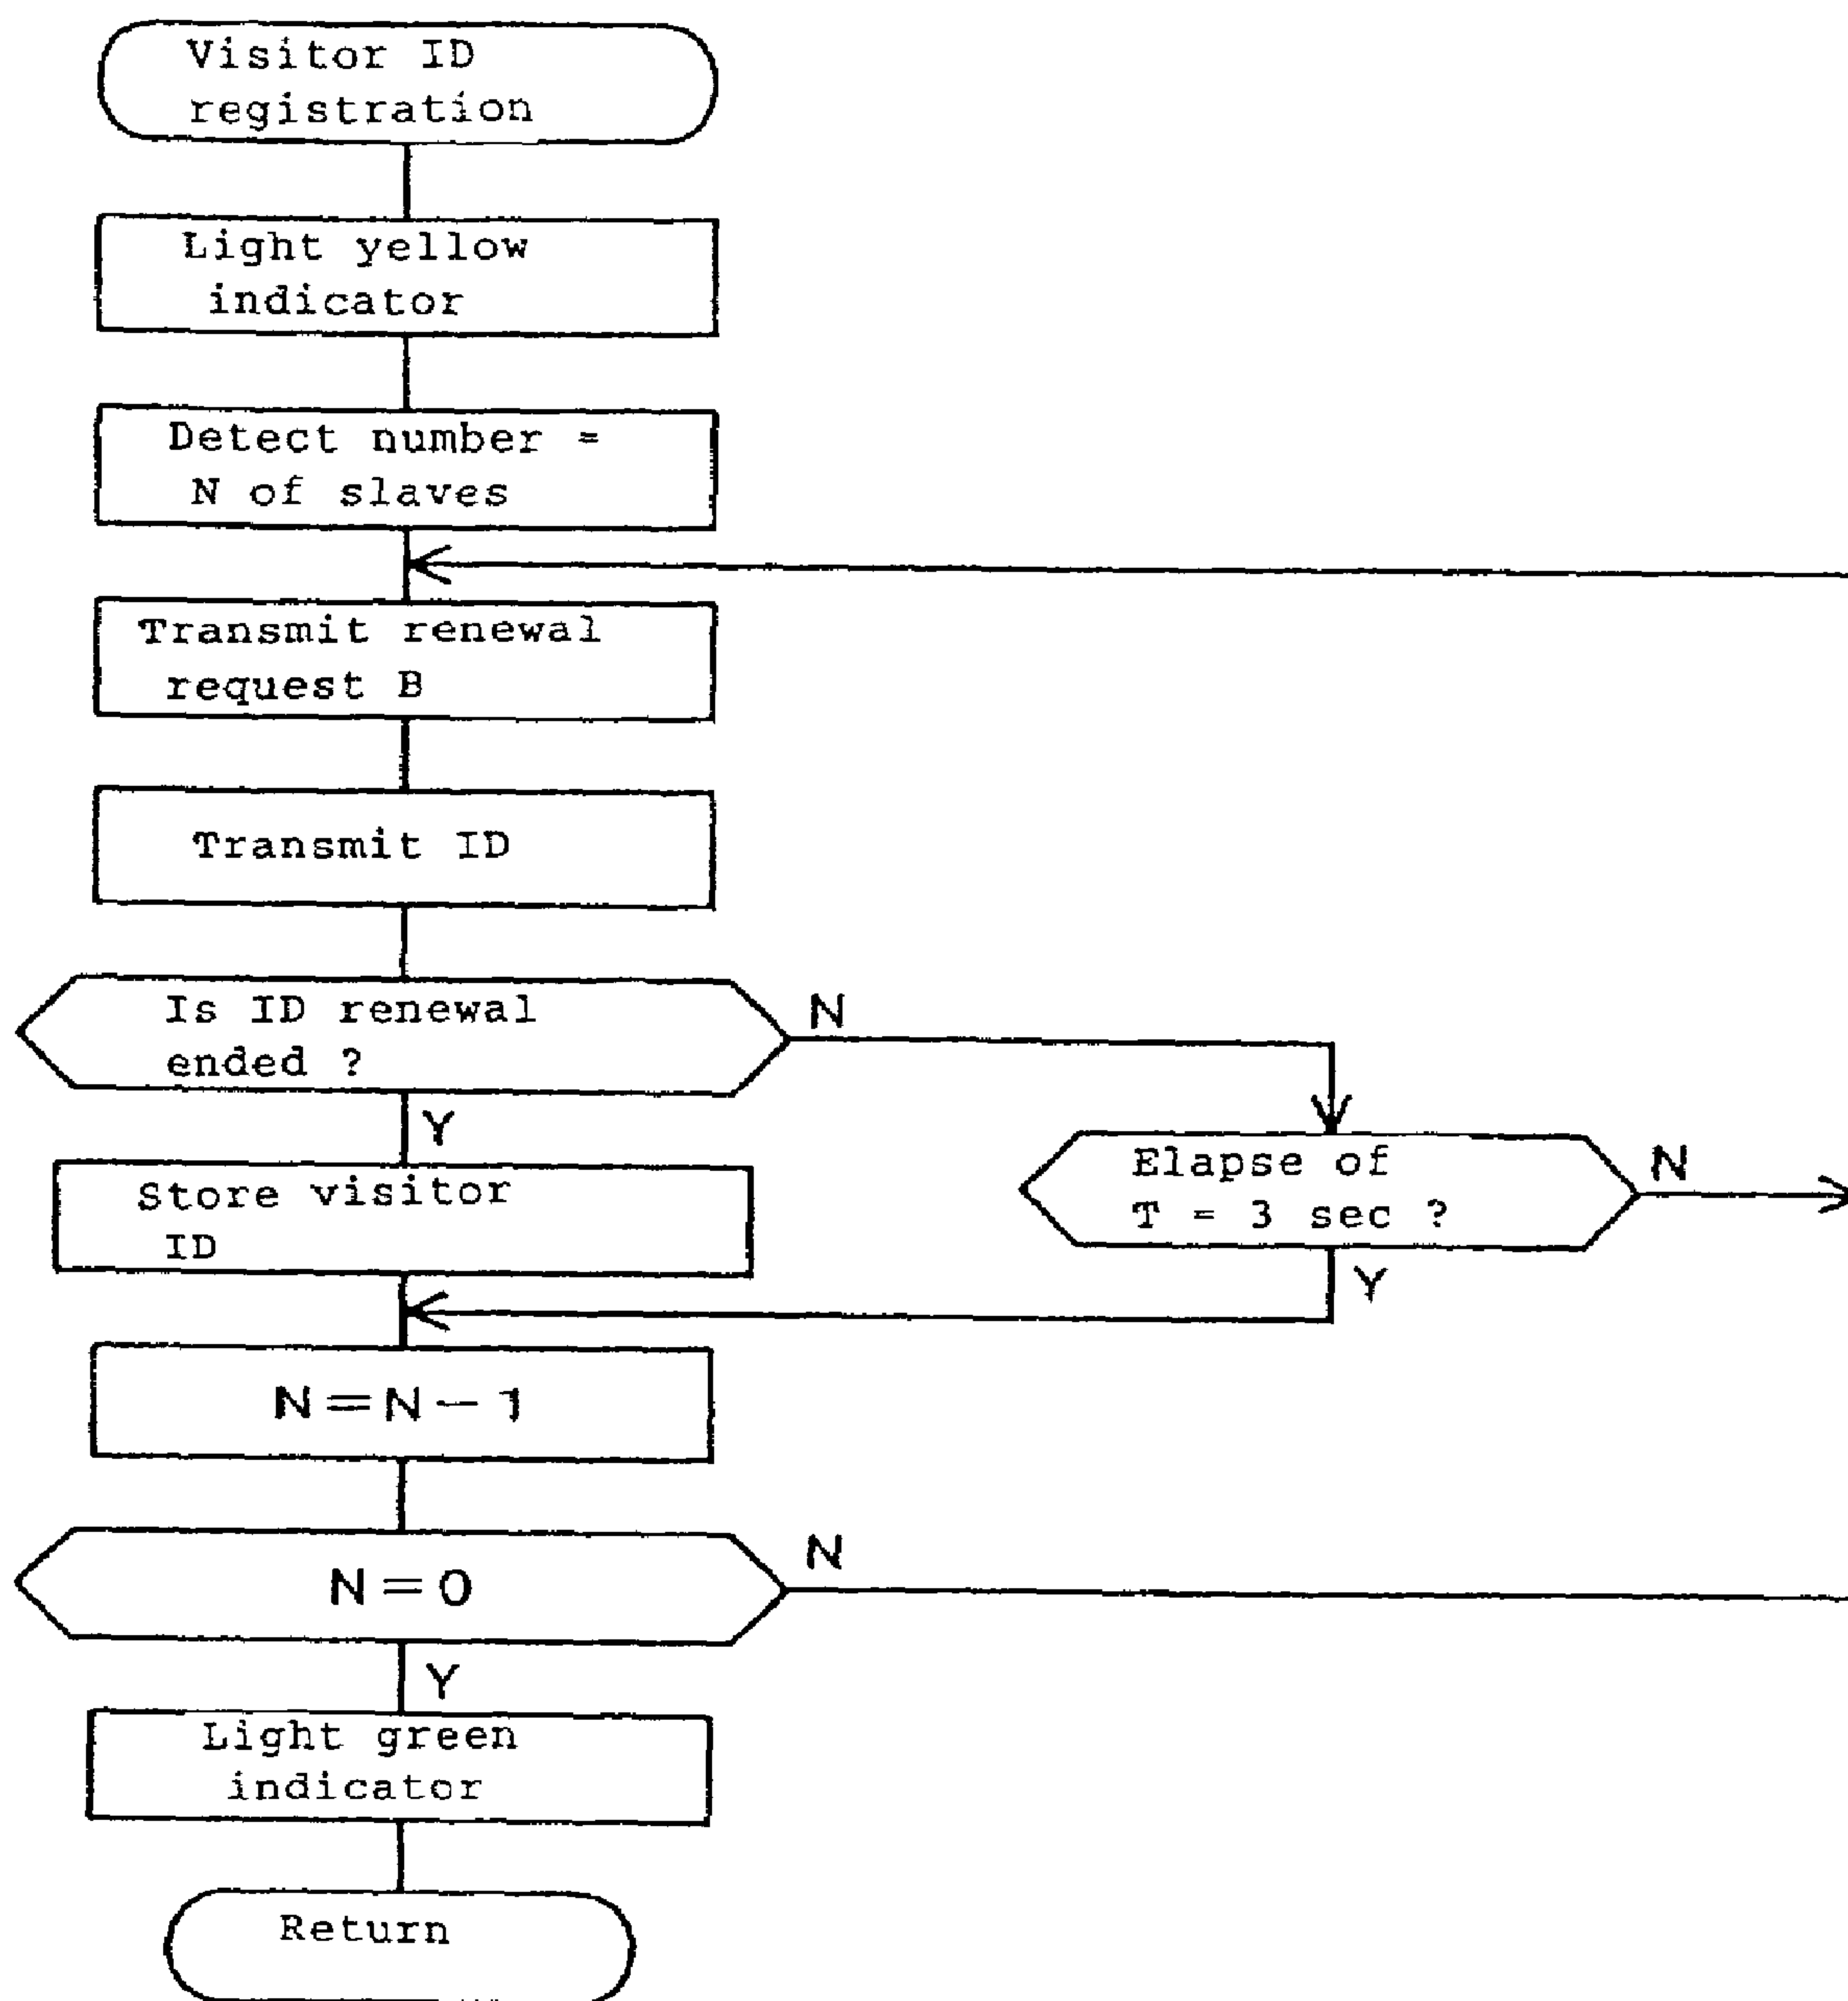 Visitor ID
registration
Light yellow
indicator
Detect number =
N of slaves
Transmit renewal
request B
Transmit ID
Is ID renewal
ended ?
N
Y
Elapse of
T = 3 sec ?
N
Y
Store visitor
ID
N=N-1
N=0
N
Y
Light green
indicator
Return